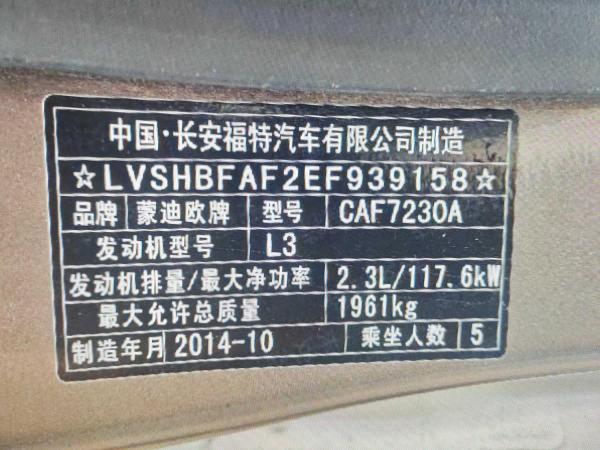 中国·长安福特汽车有限公司制造
☆LVSHBFAF2EF939158☆
品牌 蒙迪欧牌 型号 CAF7230A
发动机型号 L3
发动机排量/最大净功率 2.3L/117.6kW
最大允许总质量 1961kg
制造年月 2014-10 乘坐人数 5